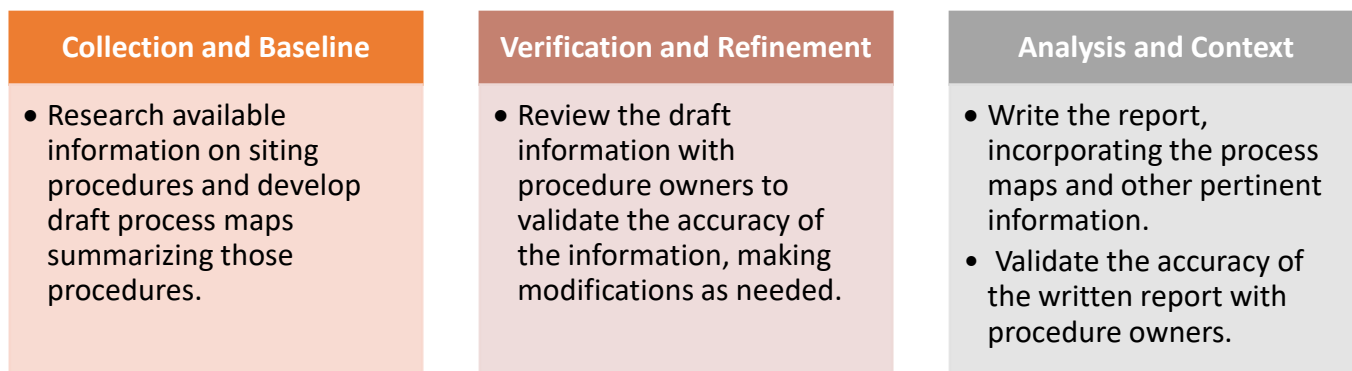 Collection and Baseline
• Research available
information on siting
procedures and develop
draft process maps
summarizing those
procedures.
Verification and Refinement
• Review the draft
information with
procedure owners to
validate the accuracy of
the information, making
modifications as needed.
Analysis and Context
• Write the report,
incorporating the process
maps and other pertinent
information.
• Validate the accuracy of
the written report with
procedure owners.